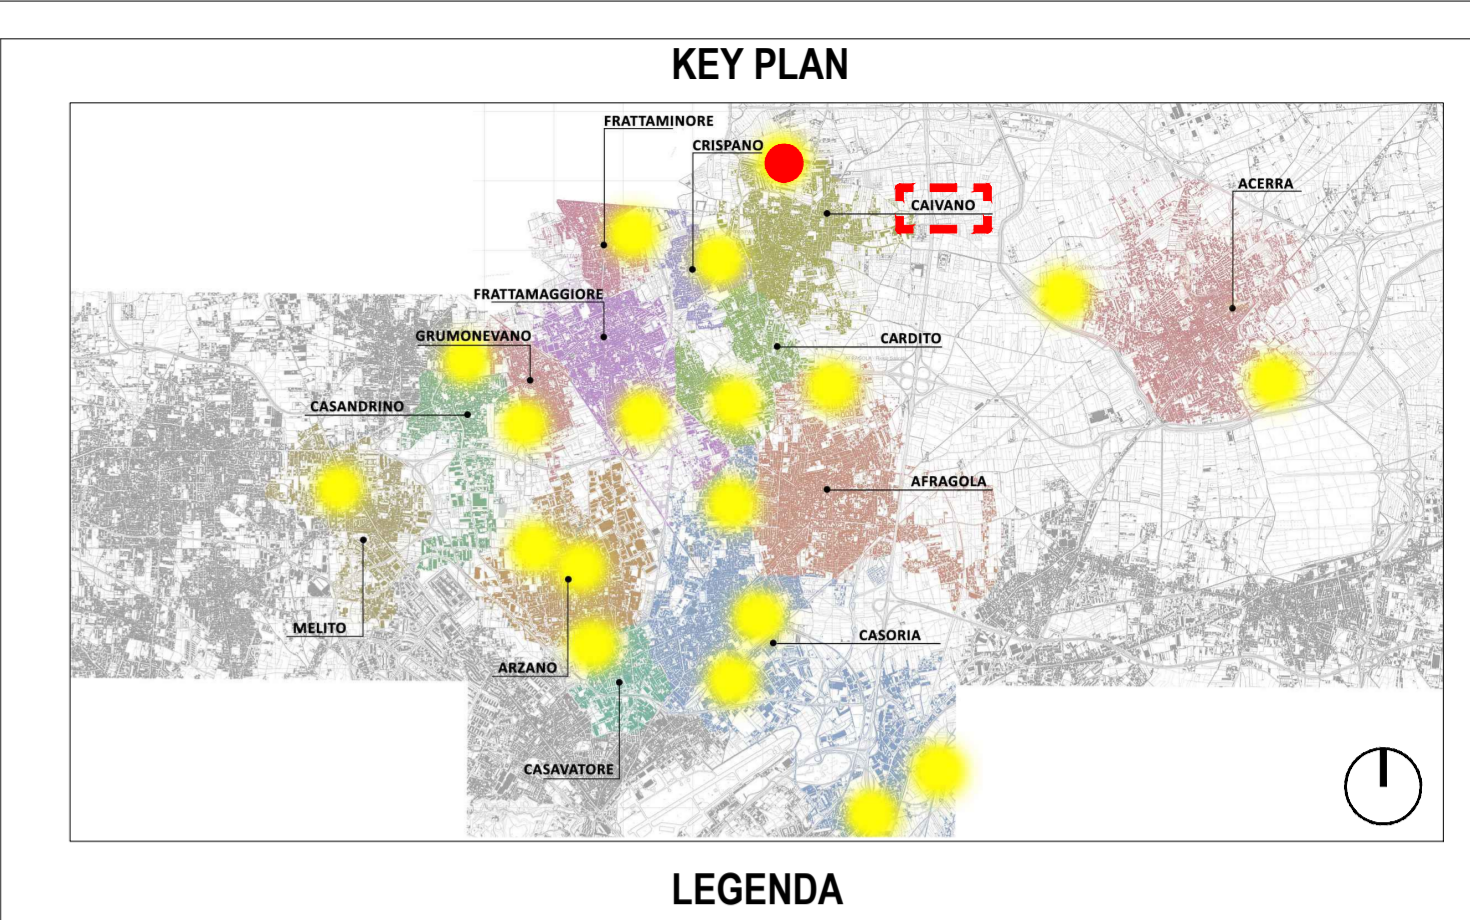 KEY PLAN
FRATTAMINORE
CRISPANO
ACERRA
CAIVANO
FRATTAMAGGIORE
GRUMONEVANO
CARDITO
CASANDRINO
AFRAGOLA
MELITO
CASORIA
ARZANO
CASAVATORE
LEGENDA